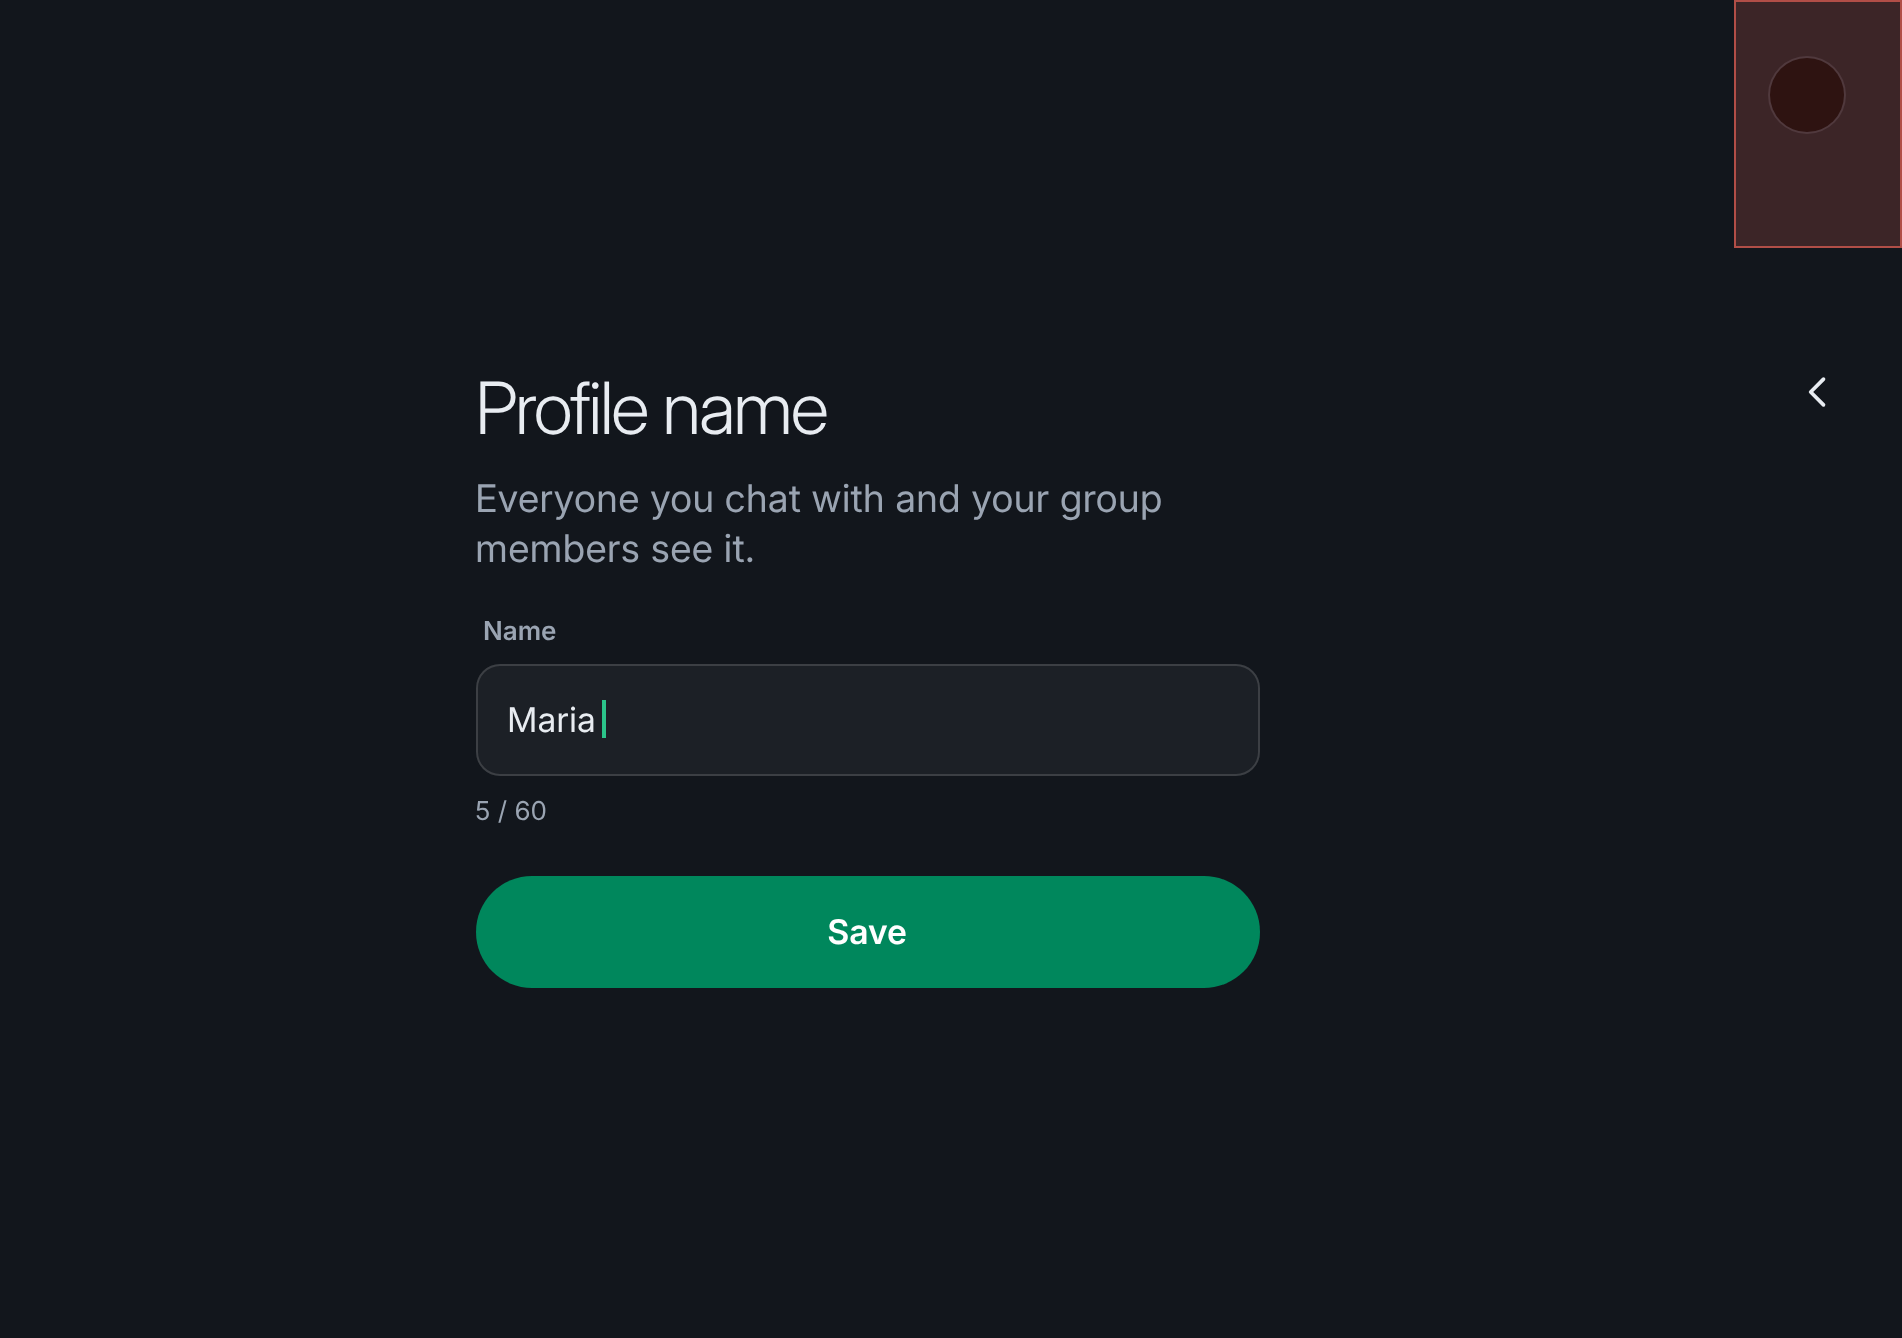 Profile name
Everyone you chat with and your group
members see it.
Name
Maria
5 / 60
Save